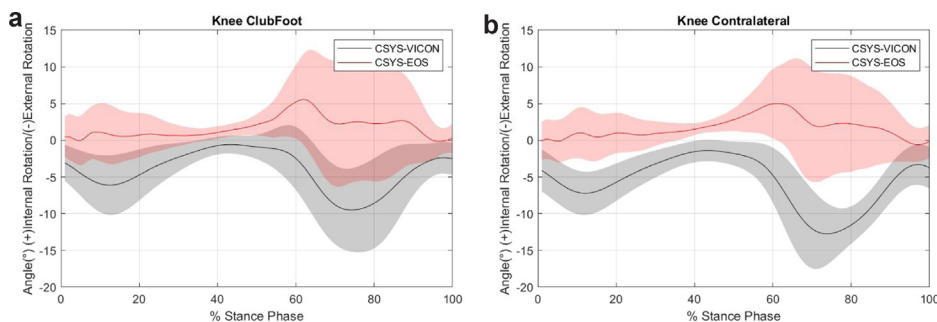 a
Knee ClubFoot
Angle(°) (+)Internal Rotation/(-)External Rotation
15
10
5
0
-5
-10
-15
-20
CSYS-VICON
CSYS-EOS
0 20 40 60 80 100
% Stance Phase
b
Knee Contralateral
Angle(°) (+)Internal Rotation/(-)External Rotation
15
10
5
0
-5
-10
-15
-20
CSYS-VICON
CSYS-EOS
0 20 40 60 80 100
% Stance Phase